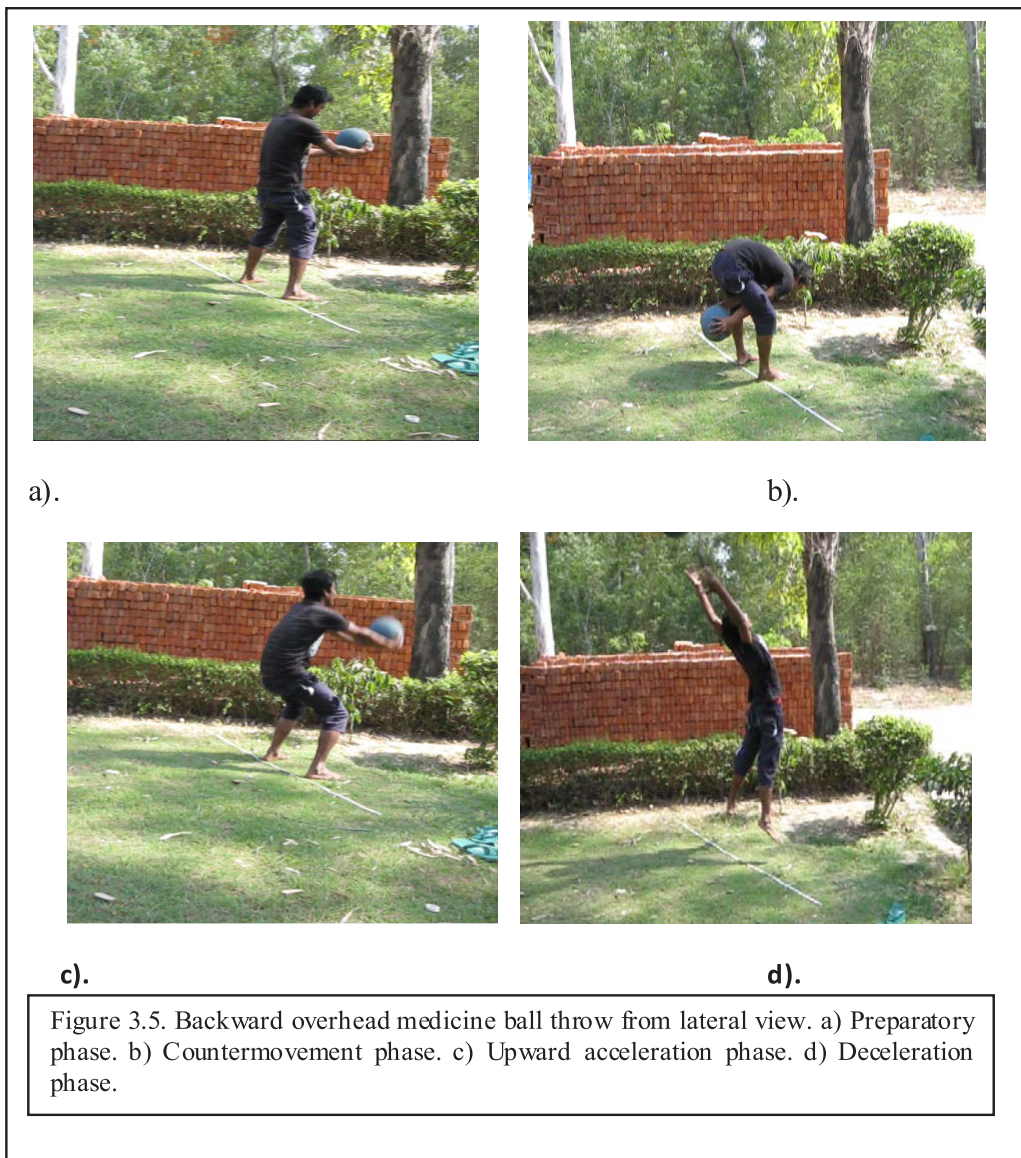 a).
b).
c).
d).
Figure 3.5. Backward overhead medicine ball throw from lateral view. a) Preparatory
phase. b) Countermovement phase. c) Upward acceleration phase. d) Deceleration
phase.